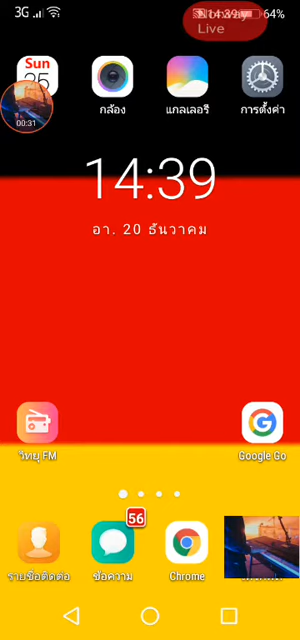 3G 14:39 64%
Live
Sun
25
00:31
กล้อง
แกลเลอรี่
การตั้งค่า
14:39
อา. 20 ธันวาคม
วิทยุ FM
Google Go
56
รายชื่อติดต่อ
ข้อความ
Chrome